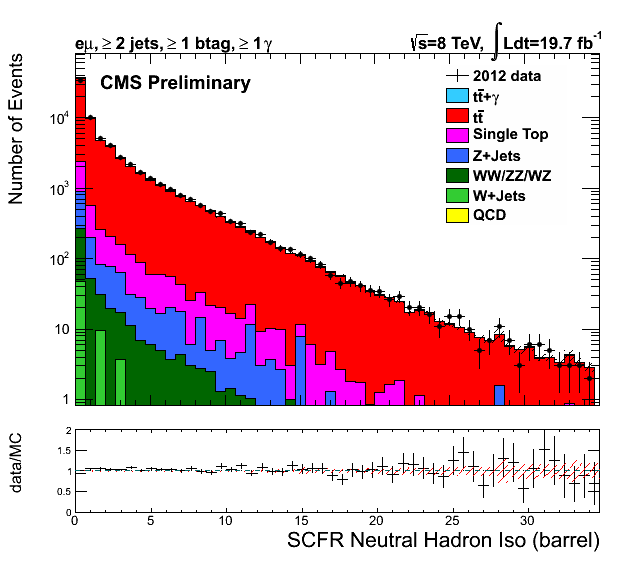 eμ, ≥ 2 jets, ≥ 1 btag, ≥ 1 γ
√s=8 TeV, ∫ Ldt=19.7 fb⁻¹
CMS Preliminary
2012 data
tt̄+γ
tt̄
Single Top
Z+Jets
WW/ZZ/WZ
W+Jets
QCD
Number of Events
10⁴
10³
10²
10
1
data/MC
2
1.5
1
0.5
0
0 5 10 15 20 25 30
SCFR Neutral Hadron Iso (barrel)